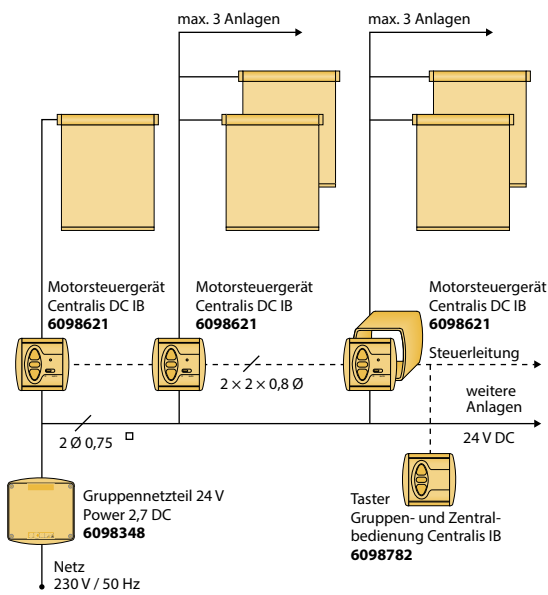 max. 3 Anlagen
max. 3 Anlagen
Motorsteuergerät
Centralis DC IB
6098621
Motorsteuergerät
Centralis DC IB
6098621
Motorsteuergerät
Centralis DC IB
6098621
Steuerleitung
2 × 2 × 0,8 Ø
weitere
Anlagen
2 Ø 0,75 □
24 V DC
Gruppennetzteil 24 V
Power 2,7 DC
6098348
Taster
Gruppen- und Zentral-
bedienung Centralis IB
6098782
Netz
230 V / 50 Hz